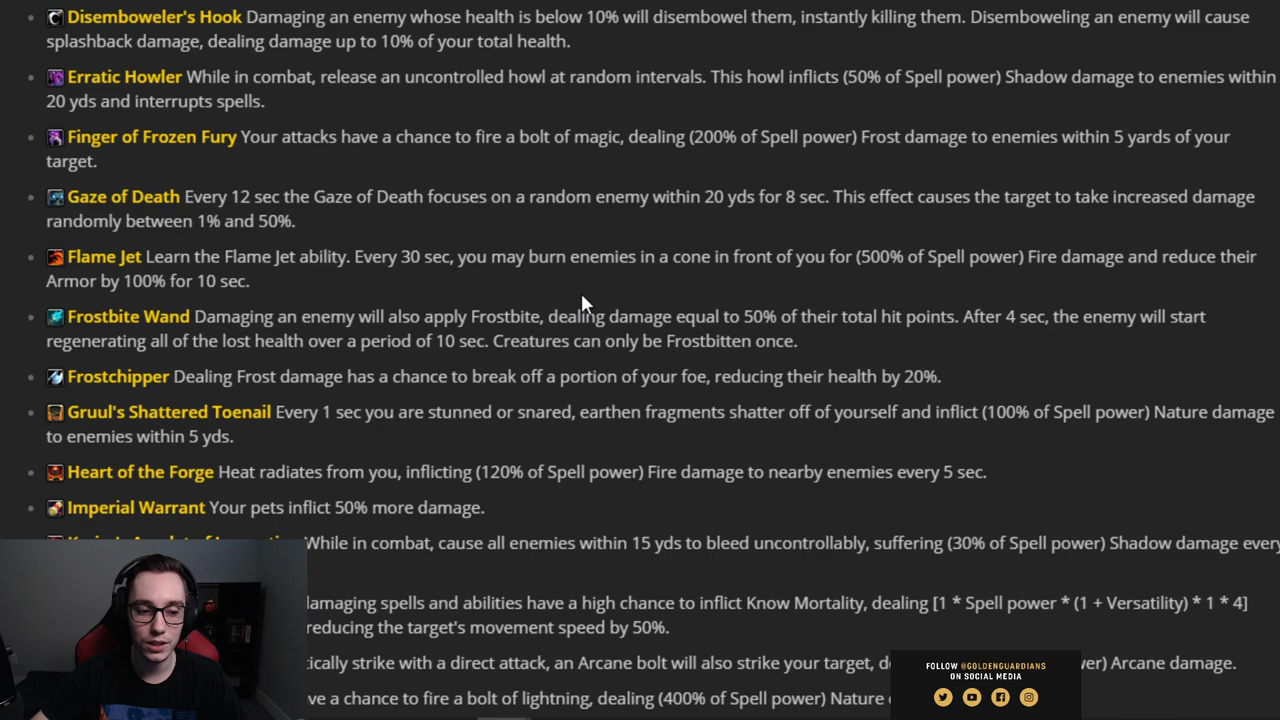 Disemboweler's Hook Damaging an enemy whose health is below 10% will disembowel them, instantly killing them. Disemboweling an enemy will cause
splashback damage, dealing damage up to 10% of your total health.
Erratic Howler While in combat, release an uncontrolled howl at random intervals. This howl inflicts (50% of Spell power) Shadow damage to enemies within
20 yds and interrupts spells.
Finger of Frozen Fury Your attacks have a chance to fire a bolt of magic, dealing (200% of Spell power) Frost damage to enemies within 5 yards of your
target.
Gaze of Death Every 12 sec the Gaze of Death focuses on a random enemy within 20 yds for 8 sec. This effect causes the target to take increased damage
randomly between 1% and 50%.
Flame Jet Learn the Flame Jet ability. Every 30 sec, you may burn enemies in a cone in front of you for (500% of Spell power) Fire damage and reduce their
Armor by 100% for 10 sec.
Frostbite Wand Damaging an enemy will also apply Frostbite, dealing damage equal to 50% of their total hit points. After 4 sec, the enemy will start
regenerating all of the lost health over a period of 10 sec. Creatures can only be Frostbitten once.
Frostchipper Dealing Frost damage has a chance to break off a portion of your foe, reducing their health by 20%.
Gruul's Shattered Toenail Every 1 sec you are stunned or snared, earthen fragments shatter off of yourself and inflict (100% of Spell power) Nature damage
to enemies within 5 yds.
Heart of the Forge Heat radiates from you, inflicting (120% of Spell power) Fire damage to nearby enemies every 5 sec.
Imperial Warrant Your pets inflict 50% more damage.
While in combat, cause all enemies within 15 yds to bleed uncontrollably, suffering (30% of Spell power) Shadow damage every
damaging spells and abilities have a high chance to inflict Know Mortality, dealing [1 * Spell power * (1 + Versatility) * 1 * 4]
reducing the target's movement speed by 50%.
strike with a direct attack, an Arcane bolt will also strike your target, Arcane damage.
have a chance to fire a bolt of lightning, dealing (400% of Spell power) Nature
FOLLOW @GOLDENGUARDIANS
ON SOCIAL MEDIA